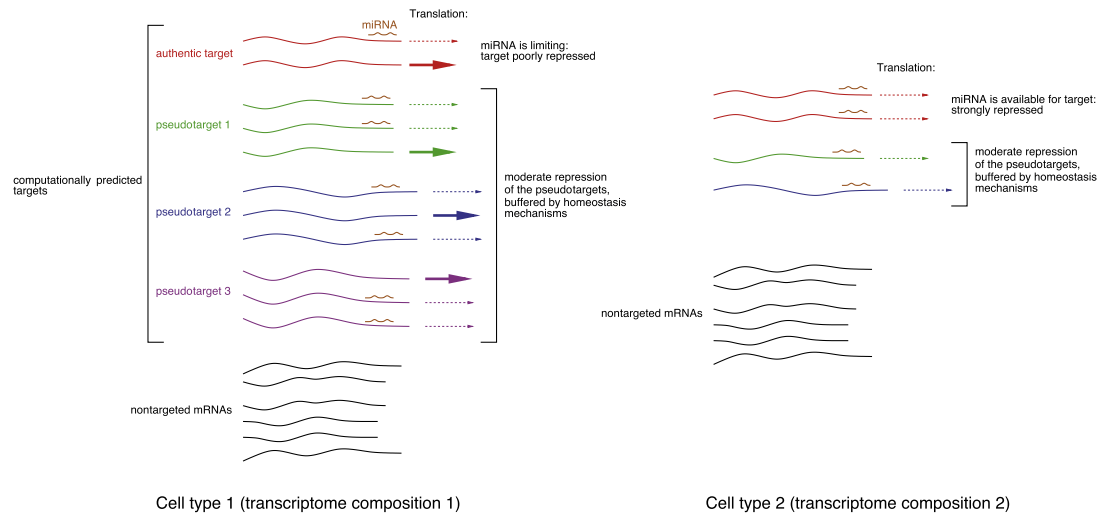 Translation:
miRNA
authentic target
miRNA is limiting:
target poorly repressed
pseudotarget 1
computationally predicted
targets
pseudotarget 2
moderate repression
of the pseudotargets,
buffered by homeostasis
mechanisms
pseudotarget 3
nontargeted mRNAs
Cell type 1 (transcriptome composition 1)
Translation:
miRNA is available for target:
strongly repressed
moderate repression
of the pseudotargets,
buffered by homeostasis
mechanisms
nontargeted mRNAs
Cell type 2 (transcriptome composition 2)